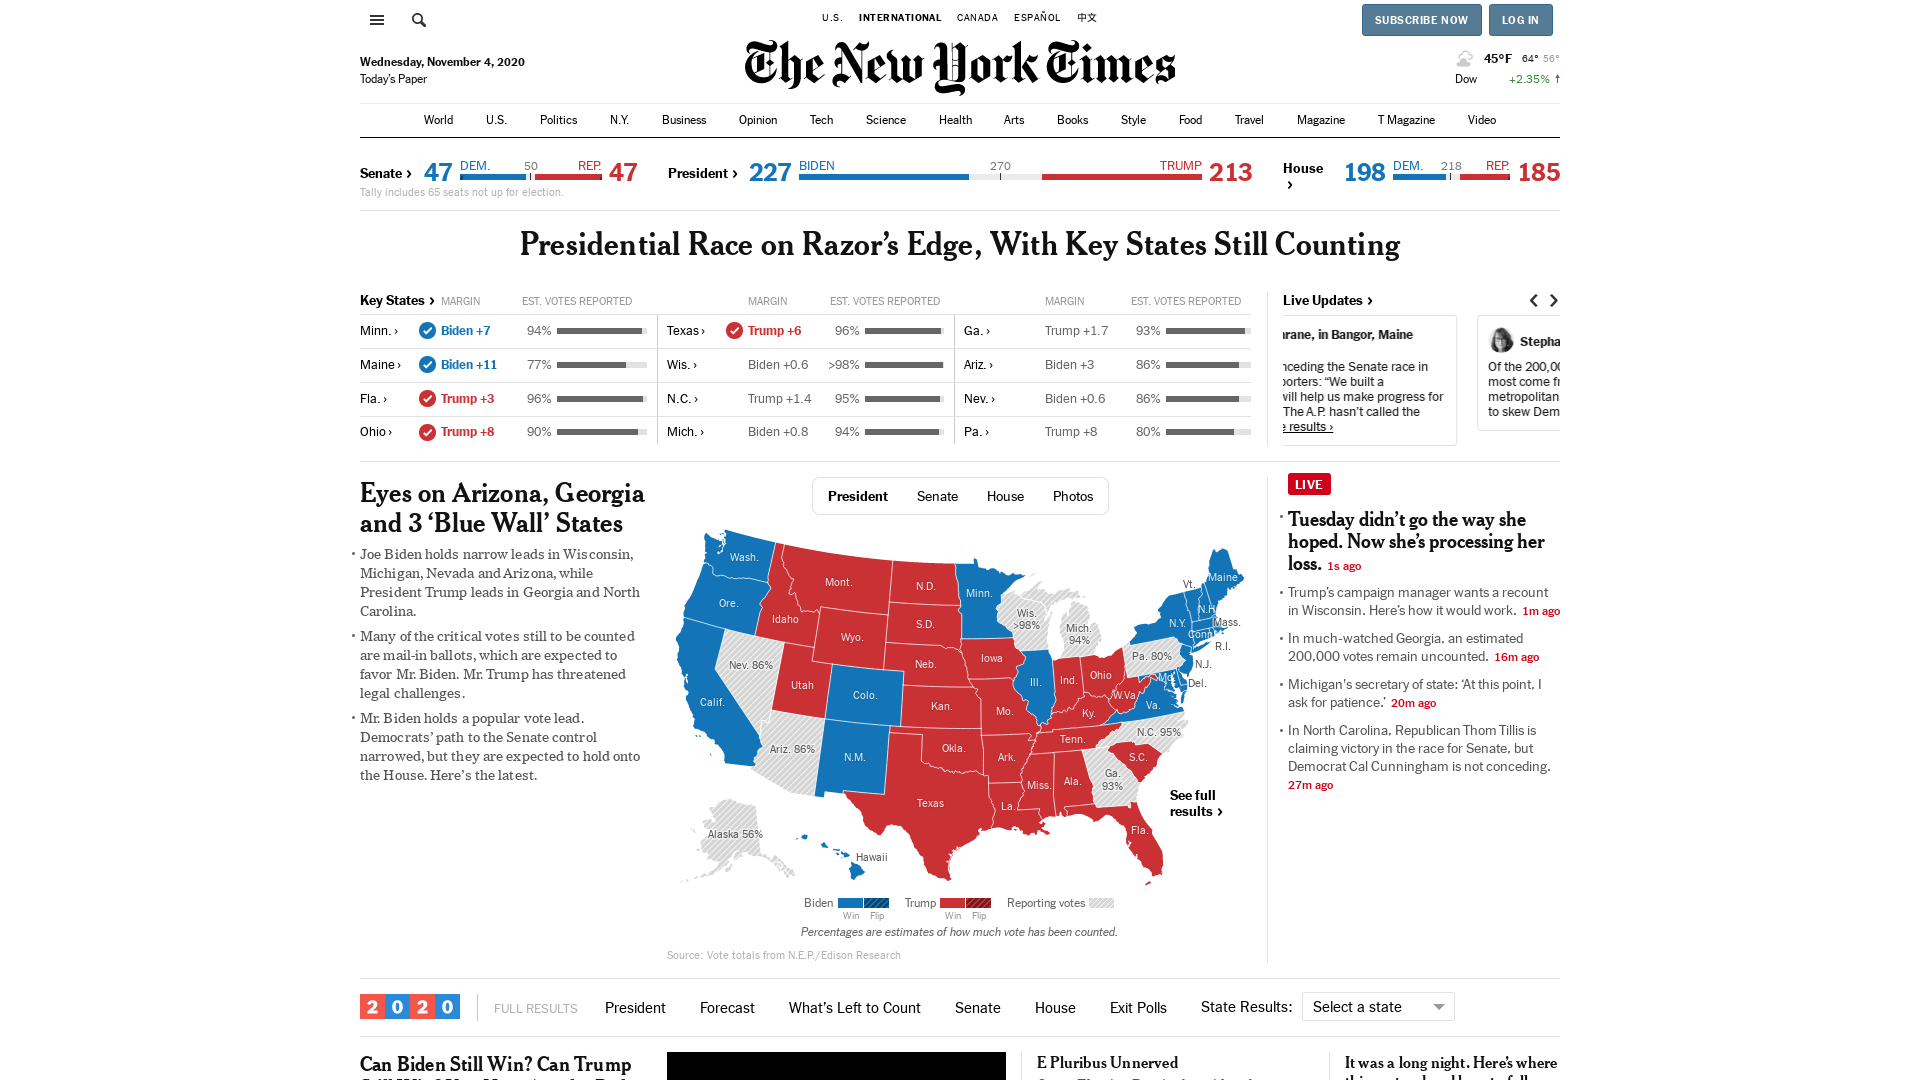 U.S.
INTERNATIONAL
CANADA
ESPAÑOL
中文
SUBSCRIBE NOW
LOG IN
Wednesday, November 4, 2020
Today's Paper
The New York Times
45°F 64° 56°
Dow +2.35% ↑
World
U.S.
Politics
N.Y.
Business
Opinion
Tech
Science
Health
Arts
Books
Style
Food
Travel
Magazine
T Magazine
Video
Senate ›
47 DEM. 50 REP. 47
Tally includes 65 seats not up for election.
President ›
227 BIDEN 270 TRUMP 213
House ›
198 DEM. 218 REP. 185
Presidential Race on Razor's Edge, With Key States Still Counting
Key States › MARGIN EST. VOTES REPORTED
Minn. › Biden +7 94%
Maine › Biden +11 77%
Fla. › Trump +3 96%
Ohio › Trump +8 90%
MARGIN EST. VOTES REPORTED
Texas › Trump +6 96%
Wis. › Biden +0.6 >98%
N.C. › Trump +1.4 95%
Mich. › Biden +0.8 94%
MARGIN EST. VOTES REPORTED
Ga. › Trump +1.7 93%
Ariz. › Biden +3 86%
Nev. › Biden +0.6 86%
Pa. › Trump +8 80%
Live Updates ›
, in Bangor, Maine
the Senate race in
"We built a
will help us make progress for
The A.P. hasn't called the
results ›
Of the 200,00
most come
metropolitan
to skew Dem
Eyes on Arizona, Georgia
and 3 'Blue Wall' States
• Joe Biden holds narrow leads in Wisconsin,
Michigan, Nevada and Arizona, while
President Trump leads in Georgia and North
Carolina.
• Many of the critical votes still to be counted
are mail-in ballots, which are expected to
favor Mr. Biden. Mr. Trump has threatened
legal challenges.
• Mr. Biden holds a popular vote lead.
Democrats' path to the Senate control
narrowed, but they are expected to hold onto
the House. Here's the latest.
President
Senate
House
Photos
Wash.
Ore.
Calif.
Idaho
Nev. 86%
Mont.
Wyo.
Utah
Ariz. 86%
Colo.
N.M.
N.D.
S.D.
Neb.
Kan.
Okla.
Texas
Minn.
Iowa
Mo.
Ark.
La.
Wis.
>98%
Ill.
Mich.
94%
Ind.
Ohio
Ky.
Tenn.
Miss.
Ala.
Ga.
93%
Fla.
S.C.
N.C. 95%
Va.
W.Va
Pa. 80%
N.Y.
Vt.
N.H.
Maine
Mass.
Conn.
R.I.
N.J.
Del.
Md.
Alaska 56%
Hawaii
See full
results ›
Biden
Win
Flip
Trump
Win
Flip
Reporting votes
Percentages are estimates of how much vote has been counted.
Source: Vote totals from N.E.P./Edison Research
LIVE
• Tuesday didn't go the way she
hoped. Now she's processing her
loss. 1s ago
• Trump's campaign manager wants a recount
in Wisconsin. Here's how it would work. 1m ago
• In much-watched Georgia, an estimated
200,000 votes remain uncounted. 16m ago
• Michigan's secretary of state: 'At this point, I
ask for patience.' 20m ago
• In North Carolina, Republican Thom Tillis is
claiming victory in the race for Senate, but
Democrat Cal Cunningham is not conceding.
27m ago
2020
FULL RESULTS
President
Forecast
What's Left to Count
Senate
House
Exit Polls
State Results:
Select a state
Can Biden Still Win? Can Trump
E Pluribus Unnerved
It was a long night. Here's where